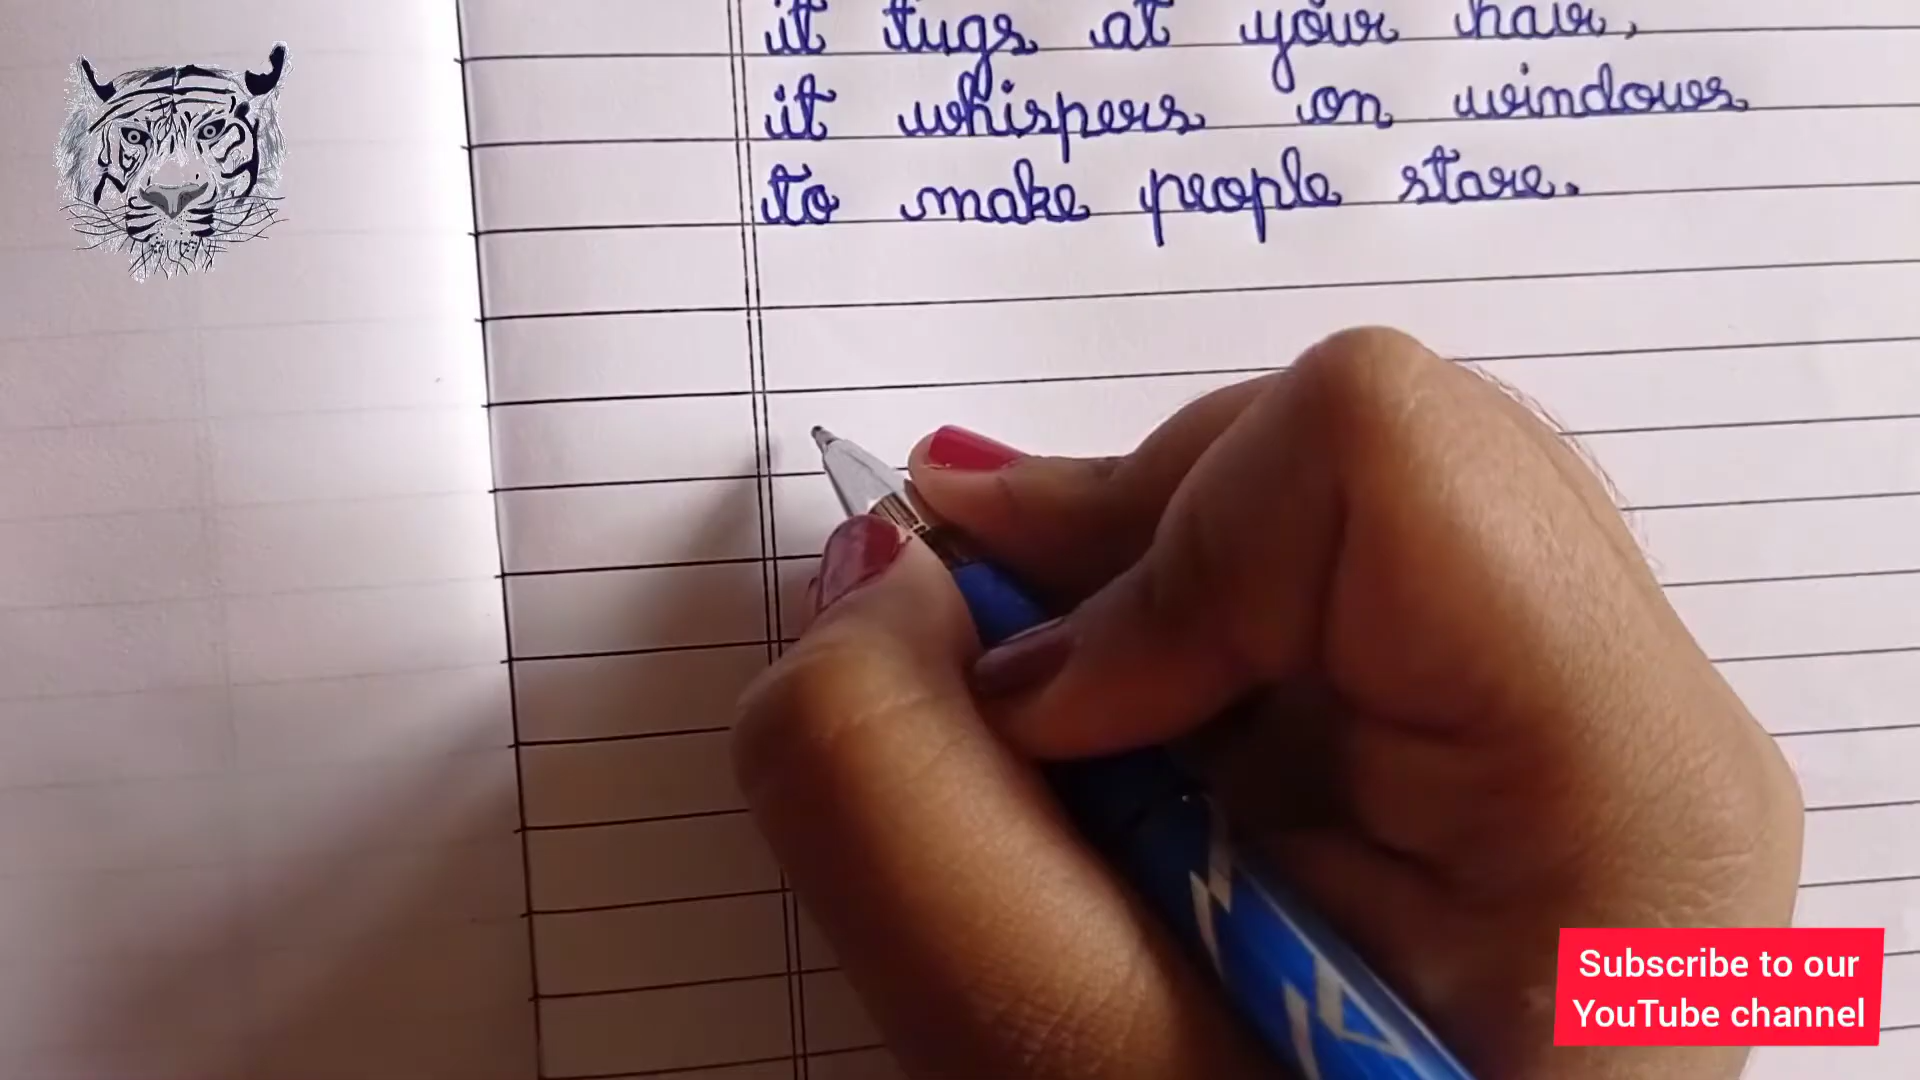 it tugs at your hair,
it whispers on windows
to make people stare.
Subscribe to our
YouTube channel